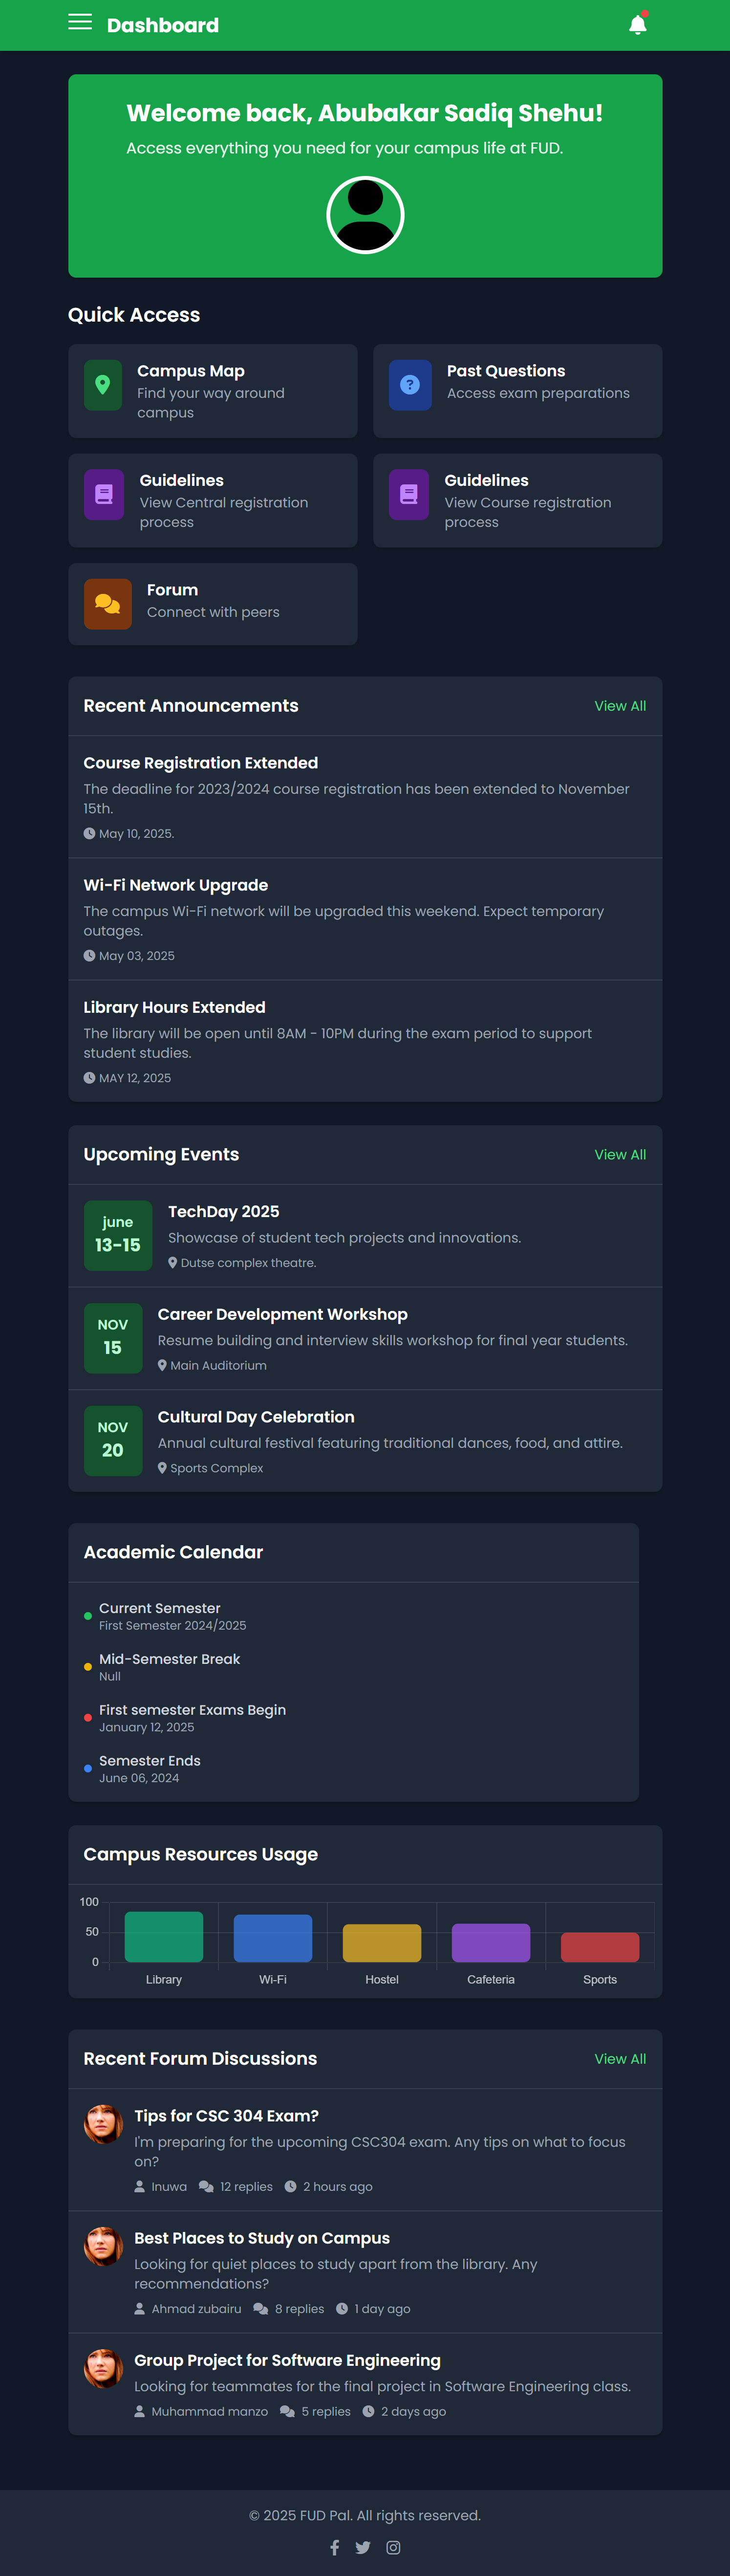 Dashboard
Welcome back, Abubakar Sadiq Shehu!
Access everything you need for your campus life at FUD.
Quick Access
Campus Map
Find your way around
campus
Past Questions
Access exam preparations
Guidelines
View Central registration
process
Guidelines
View Course registration
process
Forum
Connect with peers
Recent Announcements
View All
Course Registration Extended
The deadline for 2023/2024 course registration has been extended to November
15th.
May 10, 2025.
Wi-Fi Network Upgrade
The campus Wi-Fi network will be upgraded this weekend. Expect temporary
outages.
May 03, 2025
Library Hours Extended
The library will be open until 8AM - 10PM during the exam period to support
student studies.
MAY 12, 2025
Upcoming Events
View All
june
13-15
TechDay 2025
Showcase of student tech projects and innovations.
Dutse complex theatre.
NOV
15
Career Development Workshop
Resume building and interview skills workshop for final year students.
Main Auditorium
NOV
20
Cultural Day Celebration
Annual cultural festival featuring traditional dances, food, and attire.
Sports Complex
Academic Calendar
Current Semester
First Semester 2024/2025
Mid-Semester Break
Null
First semester Exams Begin
January 12, 2025
Semester Ends
June 06, 2024
Campus Resources Usage
100
50
0
Library
Wi-Fi
Hostel
Cafeteria
Sports
Recent Forum Discussions
View All
Tips for CSC 304 Exam?
I'm preparing for the upcoming CSC304 exam. Any tips on what to focus
on?
Inuwa 12 replies 2 hours ago
Best Places to Study on Campus
Looking for quiet places to study apart from the library. Any
recommendations?
Ahmad zubairu 8 replies 1 day ago
Group Project for Software Engineering
Looking for teammates for the final project in Software Engineering class.
Muhammad manzo 5 replies 2 days ago
© 2025 FUD Pal. All rights reserved.